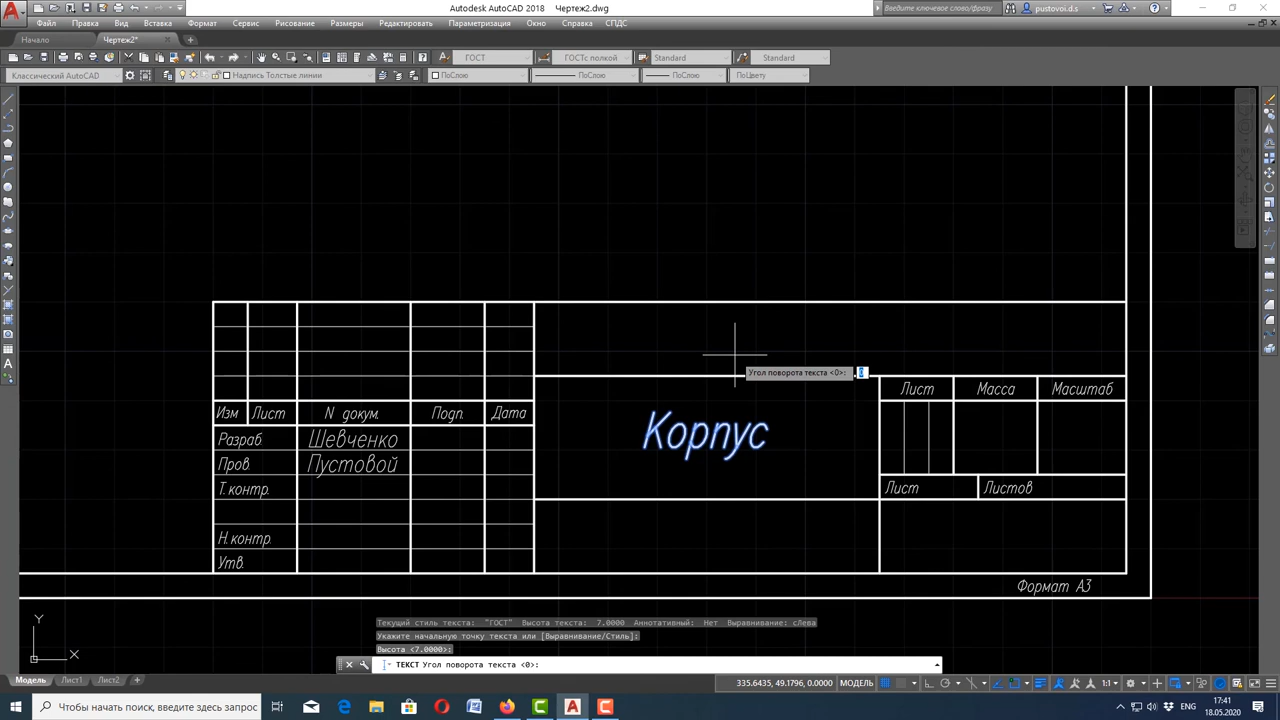 Autodesk AutoCAD 2018 Чертеж2.dwg
Введите ключевое слово/фразу
pustovoi.d.s
Файл Правка Вид Вставка Формат Сервис Рисование Размеры Редактировать Параметризация Окно Справка СПДС
Начало Чертеж2*
ГОСТ ГОСТс полкой Standard Standard
Классический AutoCAD Надпись Толстые линии ПоСлою ПоСлою ПоСлою ПоЦвету
Угол поворота текста <0>: 0
Лист Масса Масштаб
Изм Лист N докум. Подп. Дата
Корпус
Разраб. Шевченко
Пров. Пустовой
Т. контр.
Лист Листов
Н. контр.
Утв.
Формат А3
Y
X
Текущий стиль текста: "ГОСТ" Высота текста: 7.0000 Аннотативный: Нет Выравнивание: сЛева
Укажите начальную точку текста или [Выравнивание/Стиль]:
Высота <7.0000>:
ТЕКСТ Угол поворота текста <0>:
Модель Лист1 Лист2 +
335.6435, 49.1796, 0.0000 МОДЕЛЬ 1:1
Чтобы начать поиск, введите здесь запрос
17:41
18.05.2020